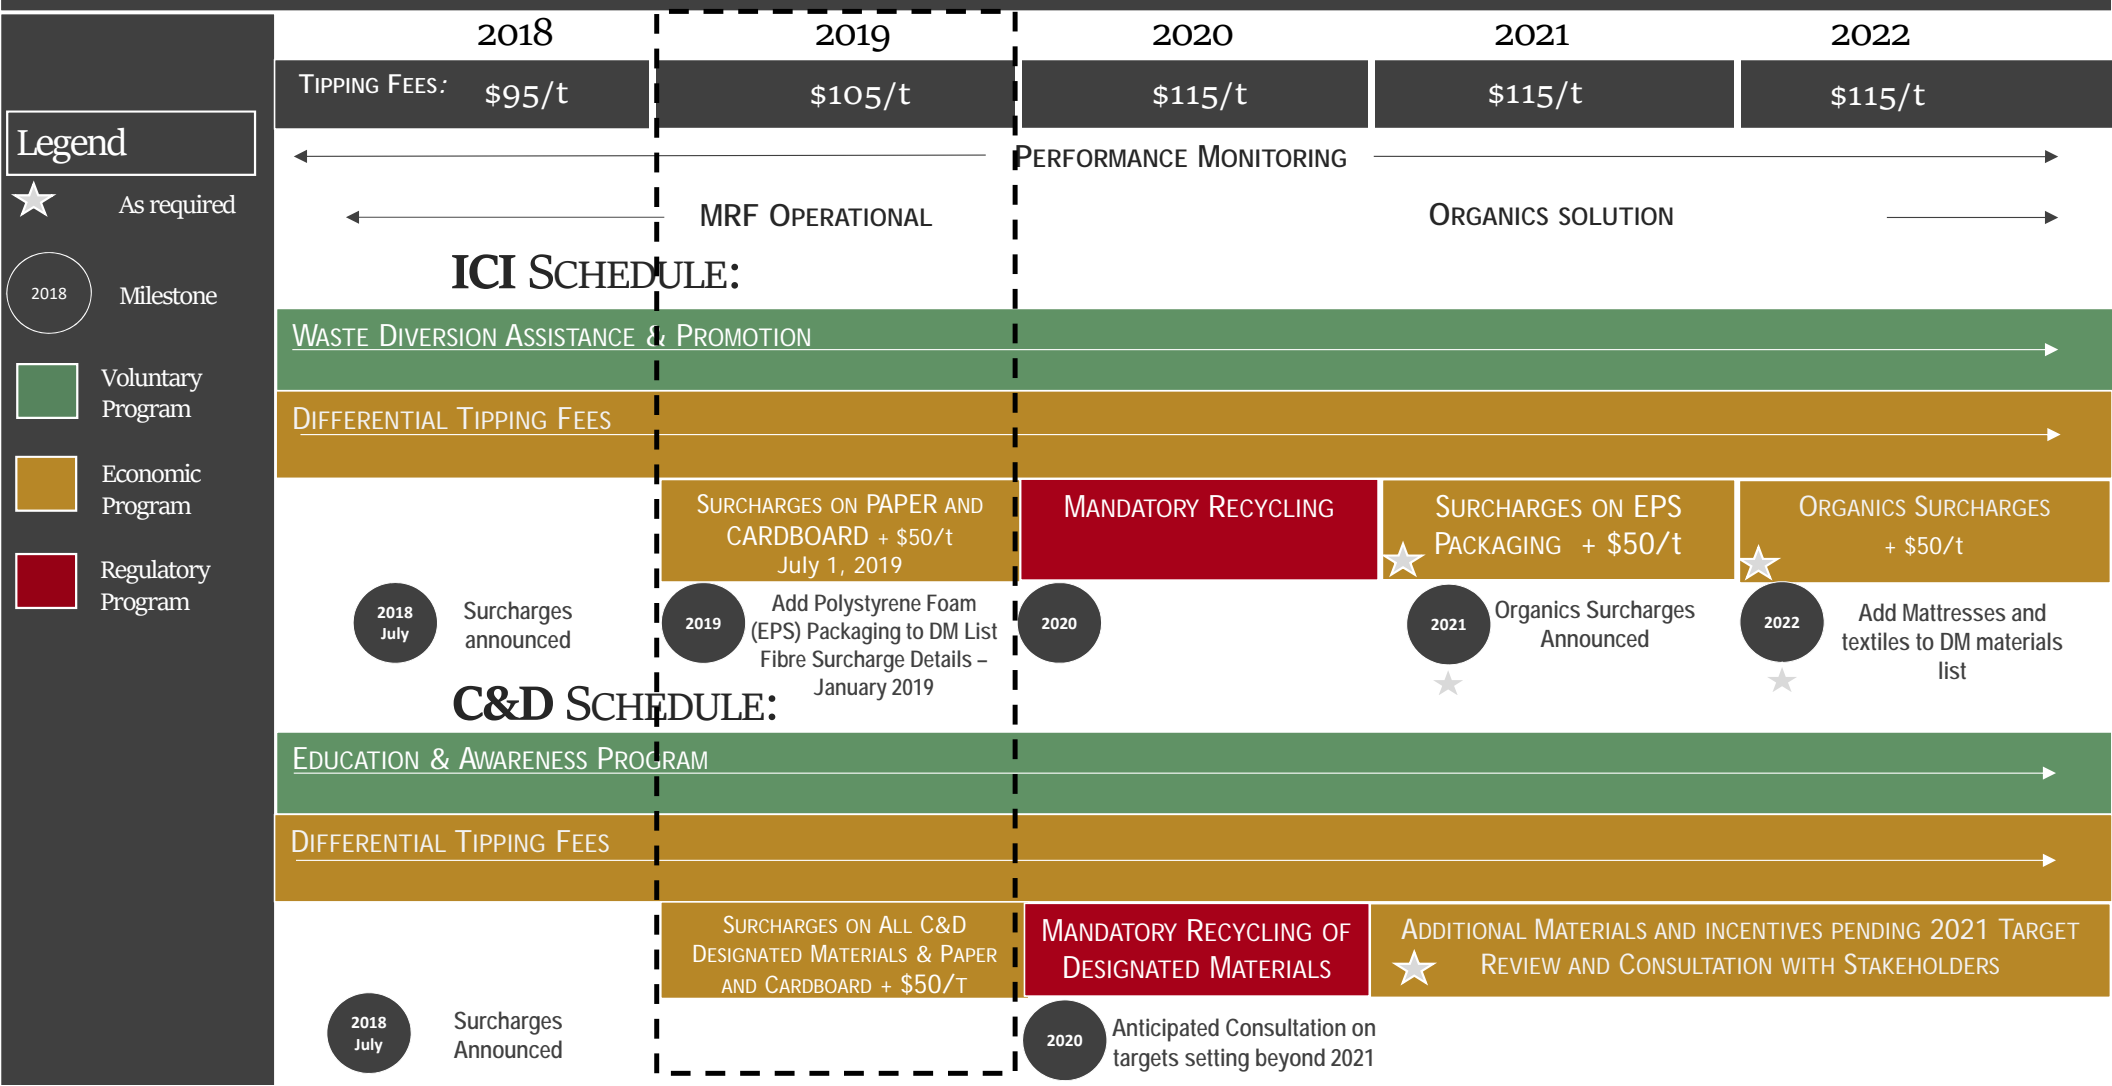 2018 2019 2020 2021 2022
TIPPING FEES: $95/t $105/t $115/t $115/t $115/t
Legend
As required
2018 Milestone
Voluntary
Program
Economic
Program
Regulatory
Program
PERFORMANCE MONITORING
MRF OPERATIONAL ORGANICS SOLUTION
ICI SCHEDULE:
WASTE DIVERSION ASSISTANCE & PROMOTION
DIFFERENTIAL TIPPING FEES
SURCHARGES ON PAPER AND
CARDBOARD + $50/t
July 1, 2019
MANDATORY RECYCLING
SURCHARGES ON EPS
PACKAGING + $50/t
ORGANICS SURCHARGES
+ $50/t
2018
July
Surcharges
announced
2019
Add Polystyrene Foam
(EPS) Packaging to DM List
Fibre Surcharge Details –
January 2019
2020
2021
Organics Surcharges
Announced
2022
Add Mattresses and
textiles to DM materials
list
C&D SCHEDULE:
EDUCATION & AWARENESS PROGRAM
DIFFERENTIAL TIPPING FEES
SURCHARGES ON ALL C&D
DESIGNATED MATERIALS & PAPER
AND CARDBOARD + $50/T
MANDATORY RECYCLING OF
DESIGNATED MATERIALS
ADDITIONAL MATERIALS AND INCENTIVES PENDING 2021 TARGET
REVIEW AND CONSULTATION WITH STAKEHOLDERS
2018
July
Surcharges
Announced
2020
Anticipated Consultation on
targets setting beyond 2021